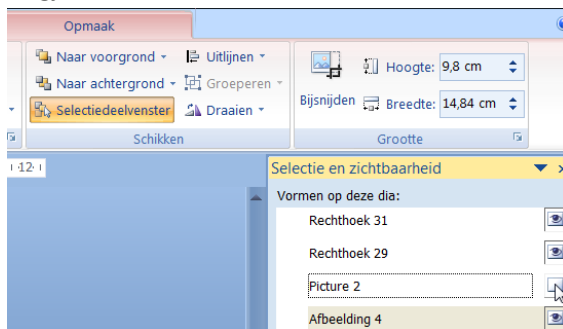 Opmaak
Naar voorgrond
Uitlijnen
Naar achtergrond
Groeperen
Selectiedeelvenster
Draaien
Schikken
Bijsnijden
Hoogte: 9,8 cm
Breedte: 14,84 cm
Grootte
12
Selectie en zichtbaarheid
Vormen op deze dia:
Rechthoek 31
Rechthoek 29
Picture 2
Afbeelding 4